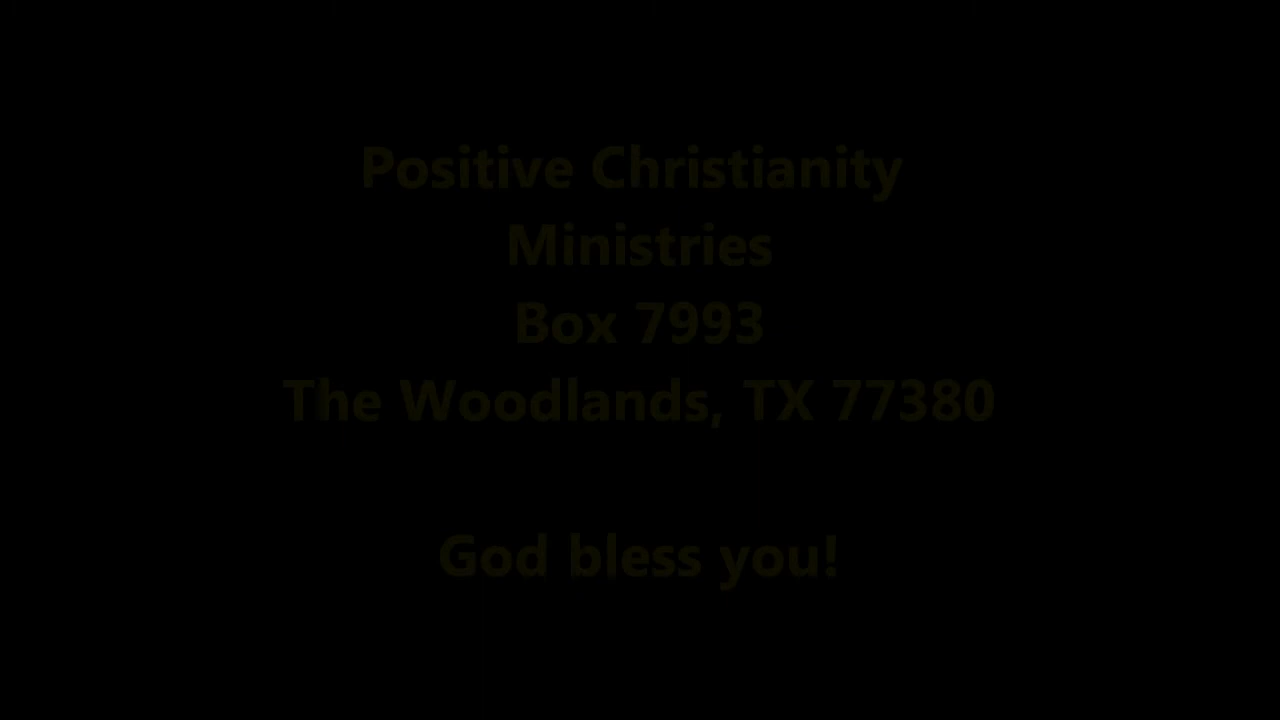 Positive Christianity
Ministries
Box 7993
The Woodlands, TX 77380
God bless you!